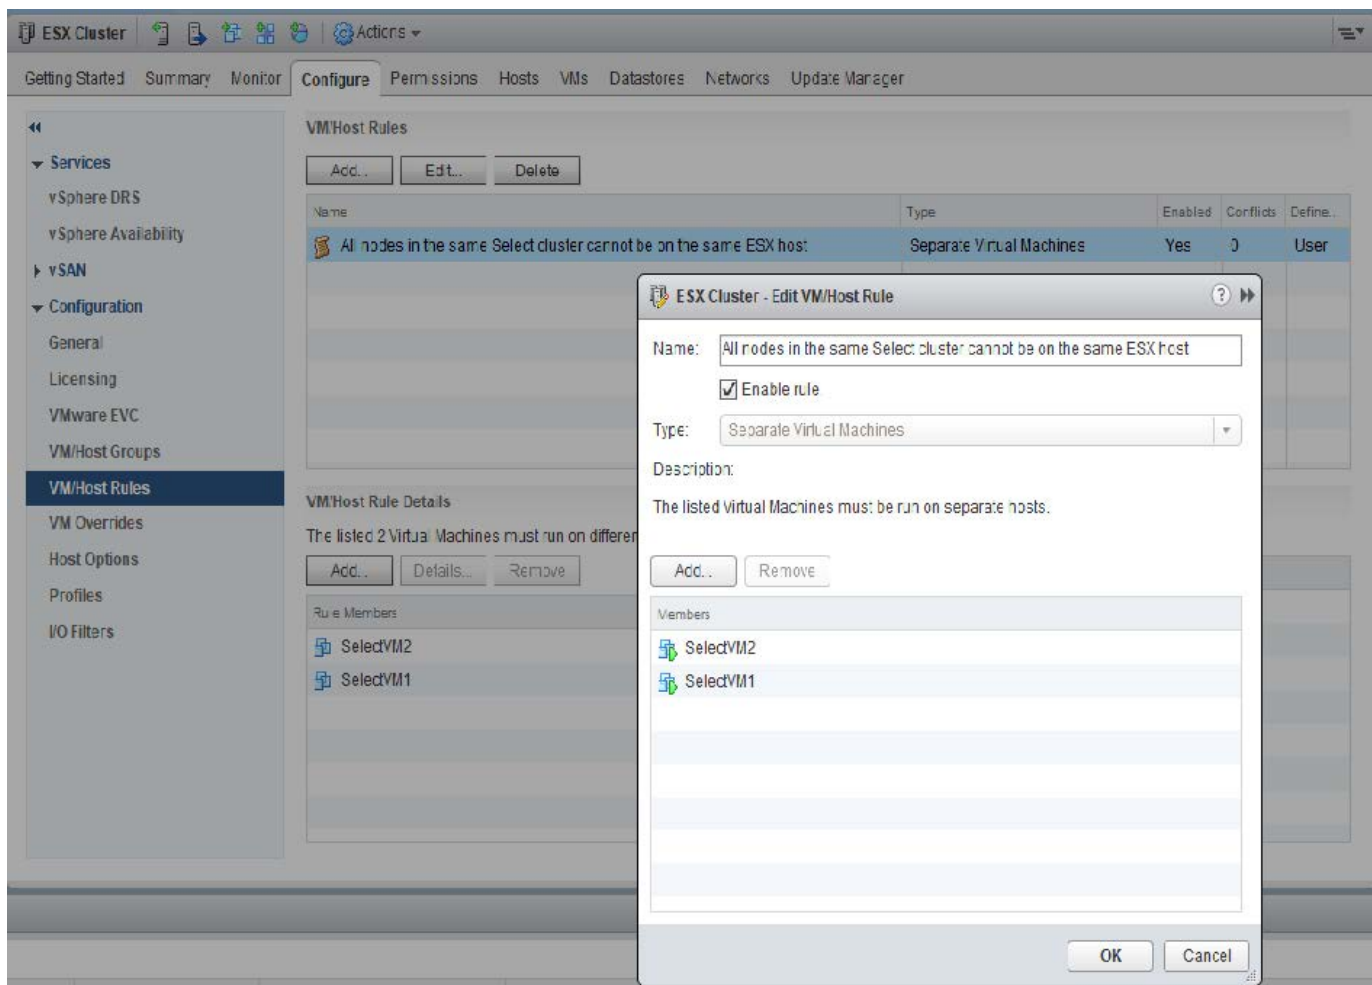 ESX Cluster Actions
Getting Started Summary Monitor Configure Permissions Hosts VMs Datastores Networks Update Manager
Services
vSphere DRS
vSphere Availability
vSAN
Configuration
General
Licensing
VMware EVC
VM/Host Groups
VM/Host Rules
VM Overrides
Host Options
Profiles
I/O Filters
VM/Host Rules
Add... Edit... Delete
Name Type Enabled Conflicts Define...
All nodes in the same Select cluster cannot be on the same ESX host Separate Virtual Machines Yes 0 User
VM/Host Rule Details
The listed 2 Virtual Machines must run on differen
Add... Details... Remove
Rule Members
SelectVM2
SelectVM1
ESX Cluster - Edit VM/Host Rule ?
Name: All nodes in the same Select cluster cannot be on the same ESX host
Enable rule
Type: Separate Virtual Machines
Description:
The listed Virtual Machines must be run on separate hosts.
Add... Remove
Members
SelectVM2
SelectVM1
OK Cancel